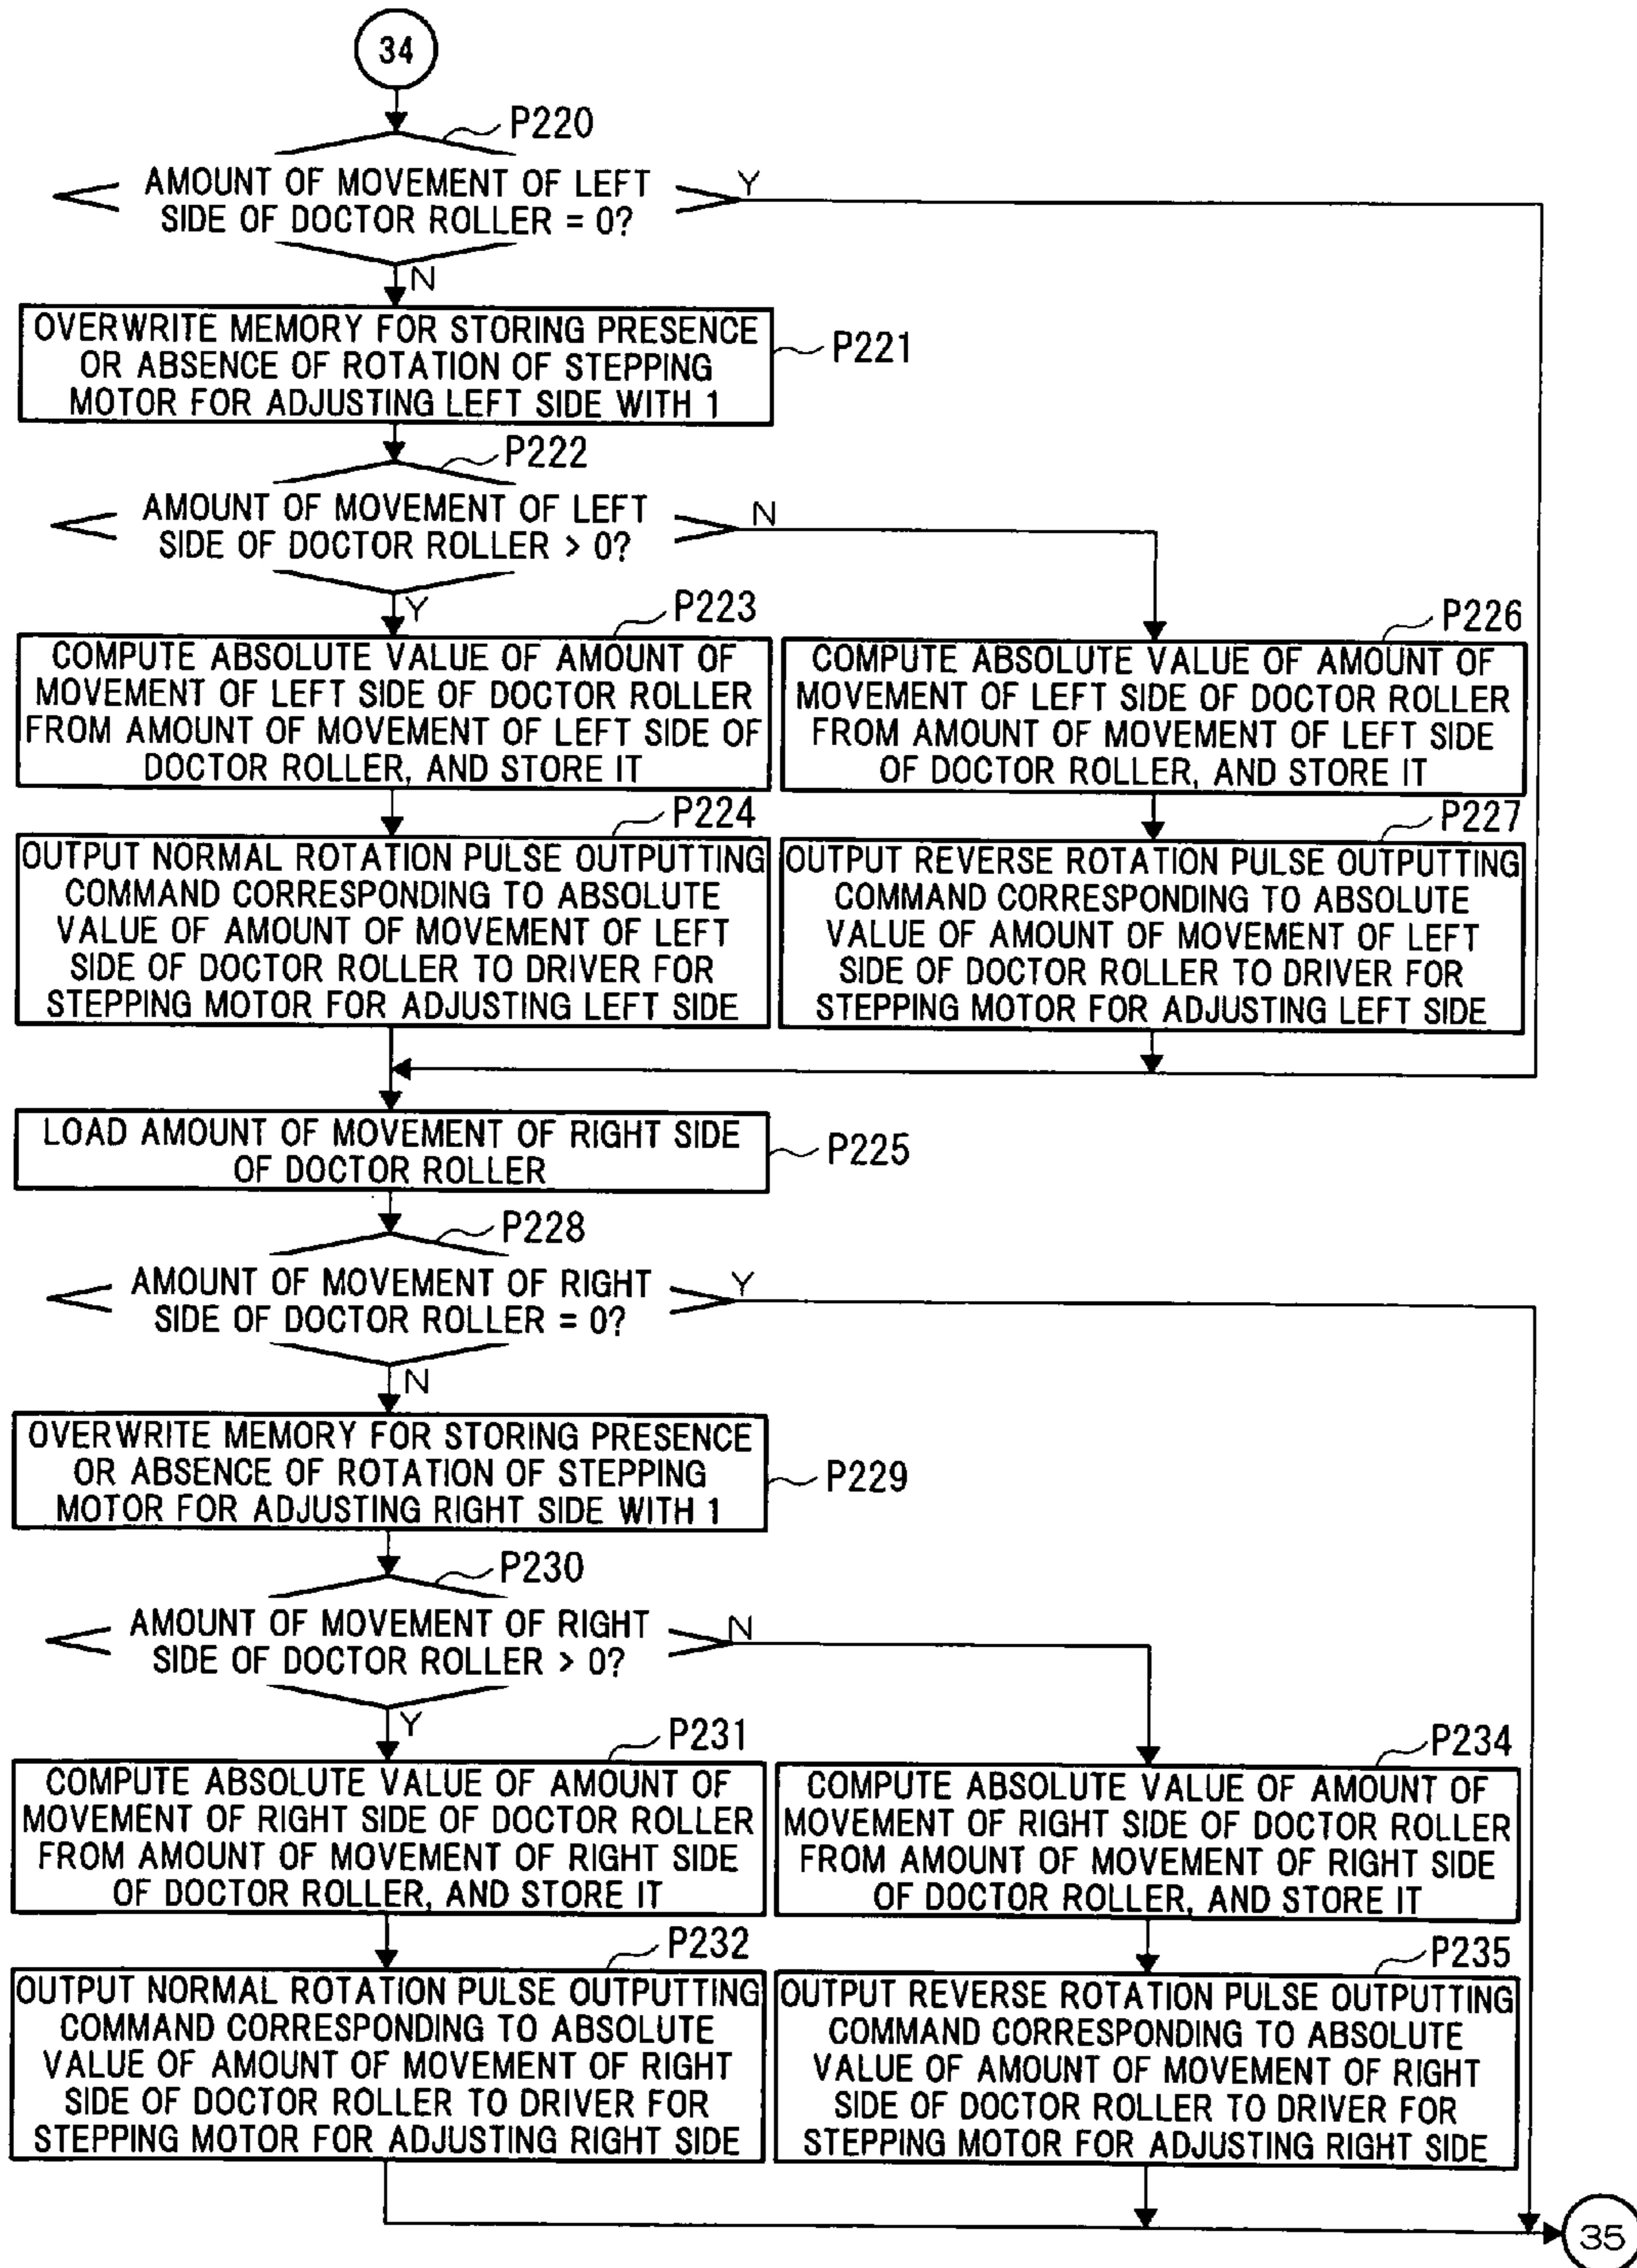 34
P220
AMOUNT OF MOVEMENT OF LEFT
SIDE OF DOCTOR ROLLER = 0?
Y
N
OVERWRITE MEMORY FOR STORING PRESENCE
OR ABSENCE OF ROTATION OF STEPPING
MOTOR FOR ADJUSTING LEFT SIDE WITH 1
P221
P222
AMOUNT OF MOVEMENT OF LEFT
SIDE OF DOCTOR ROLLER > 0?
N
Y
P223
COMPUTE ABSOLUTE VALUE OF AMOUNT OF
MOVEMENT OF LEFT SIDE OF DOCTOR ROLLER
FROM AMOUNT OF MOVEMENT OF LEFT SIDE OF
DOCTOR ROLLER, AND STORE IT
P226
COMPUTE ABSOLUTE VALUE OF AMOUNT OF
MOVEMENT OF LEFT SIDE OF DOCTOR ROLLER
FROM AMOUNT OF MOVEMENT OF LEFT SIDE
OF DOCTOR ROLLER, AND STORE IT
P224
OUTPUT NORMAL ROTATION PULSE OUTPUTTING
COMMAND CORRESPONDING TO ABSOLUTE
VALUE OF AMOUNT OF MOVEMENT OF LEFT
SIDE OF DOCTOR ROLLER TO DRIVER FOR
STEPPING MOTOR FOR ADJUSTING LEFT SIDE
P227
OUTPUT REVERSE ROTATION PULSE OUTPUTTING
COMMAND CORRESPONDING TO ABSOLUTE
VALUE OF AMOUNT OF MOVEMENT OF LEFT
SIDE OF DOCTOR ROLLER TO DRIVER FOR
STEPPING MOTOR FOR ADJUSTING LEFT SIDE
LOAD AMOUNT OF MOVEMENT OF RIGHT SIDE
OF DOCTOR ROLLER
P225
P228
AMOUNT OF MOVEMENT OF RIGHT
SIDE OF DOCTOR ROLLER = 0?
Y
N
OVERWRITE MEMORY FOR STORING PRESENCE
OR ABSENCE OF ROTATION OF STEPPING
MOTOR FOR ADJUSTING RIGHT SIDE WITH 1
P229
P230
AMOUNT OF MOVEMENT OF RIGHT
SIDE OF DOCTOR ROLLER > 0?
N
Y
P231
COMPUTE ABSOLUTE VALUE OF AMOUNT OF
MOVEMENT OF RIGHT SIDE OF DOCTOR ROLLER
FROM AMOUNT OF MOVEMENT OF RIGHT SIDE
OF DOCTOR ROLLER, AND STORE IT
P234
COMPUTE ABSOLUTE VALUE OF AMOUNT OF
MOVEMENT OF RIGHT SIDE OF DOCTOR ROLLER
FROM AMOUNT OF MOVEMENT OF RIGHT SIDE
OF DOCTOR ROLLER, AND STORE IT
P232
OUTPUT NORMAL ROTATION PULSE OUTPUTTING
COMMAND CORRESPONDING TO ABSOLUTE
VALUE OF AMOUNT OF MOVEMENT OF RIGHT
SIDE OF DOCTOR ROLLER TO DRIVER FOR
STEPPING MOTOR FOR ADJUSTING RIGHT SIDE
P235
OUTPUT REVERSE ROTATION PULSE OUTPUTTING
COMMAND CORRESPONDING TO ABSOLUTE
VALUE OF AMOUNT OF MOVEMENT OF RIGHT
SIDE OF DOCTOR ROLLER TO DRIVER FOR
STEPPING MOTOR FOR ADJUSTING RIGHT SIDE
35